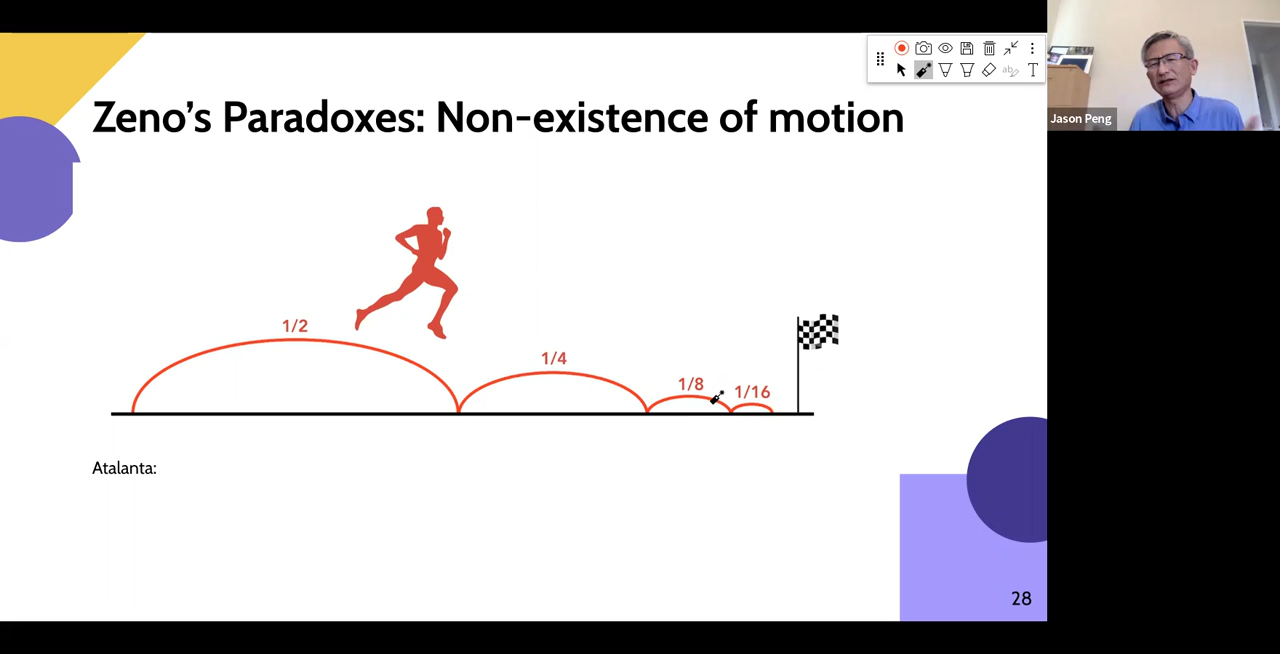 Zeno's Paradoxes: Non-existence of motion
Jason Peng
1/2
1/4
1/8
1/16
Atalanta:
28